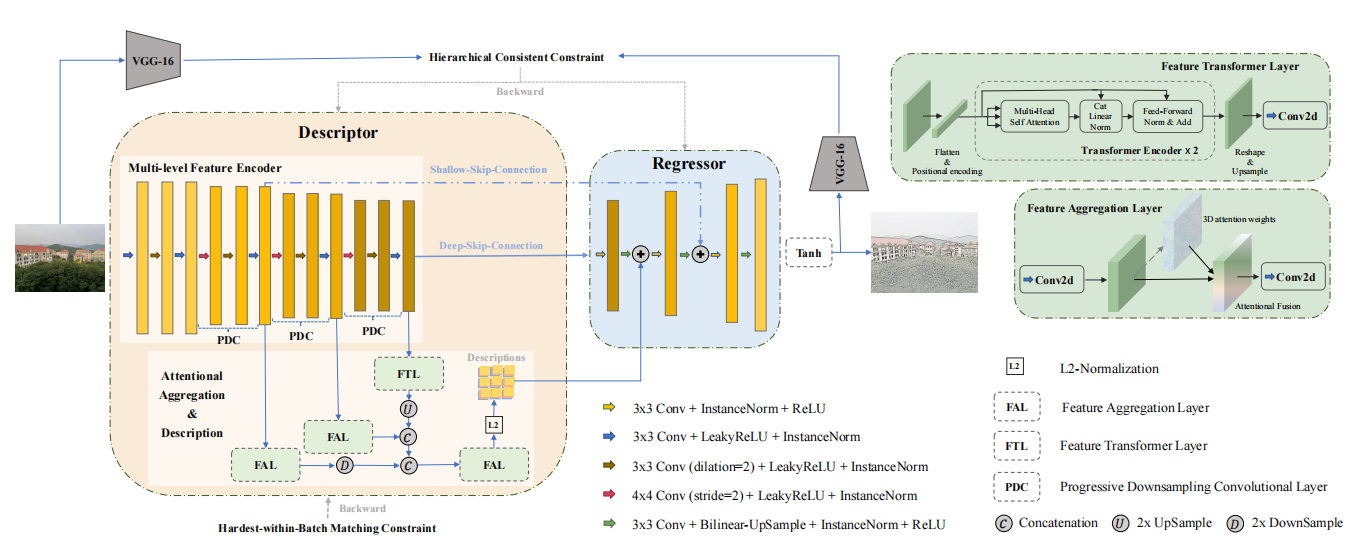 VGG-16
Hierarchical Consistent Constraint
Backward
Descriptor
Multi-level Feature Encoder
Shallow-Skip-Connection
Deep-Skip-Connection
PDC
PDC
PDC
Attentional
Aggregation
&
Description
FTL
U
FAL
C
FAL
D
C
FAL
L2
Descriptions
Backward
Hardest-within-Batch Matching Constraint
Regressor
VGG-16
Tanh
Feature Transformer Layer
Flatten
&
Positional encoding
Multi-Head
Self Attention
Cat
Linear
Norm
Feed-Forward
Norm & Add
Transformer Encoder × 2
Reshape
&
Upsample
Conv2d
Feature Aggregation Layer
3D attention weights
Conv2d
Conv2d
Attentional Fusion
3x3 Conv + InstanceNorm + ReLU
3x3 Conv + LeakyReLU + InstanceNorm
3x3 Conv (dilation=2) + LeakyReLU + InstanceNorm
4x4 Conv (stride=2) + LeakyReLU + InstanceNorm
3x3 Conv + Bilinear-UpSample + InstanceNorm + ReLU
L2 L2-Normalization
FAL Feature Aggregation Layer
FTL Feature Transformer Layer
PDC Progressive Downsampling Convolutional Layer
C Concatenation U 2x UpSample D 2x DownSample